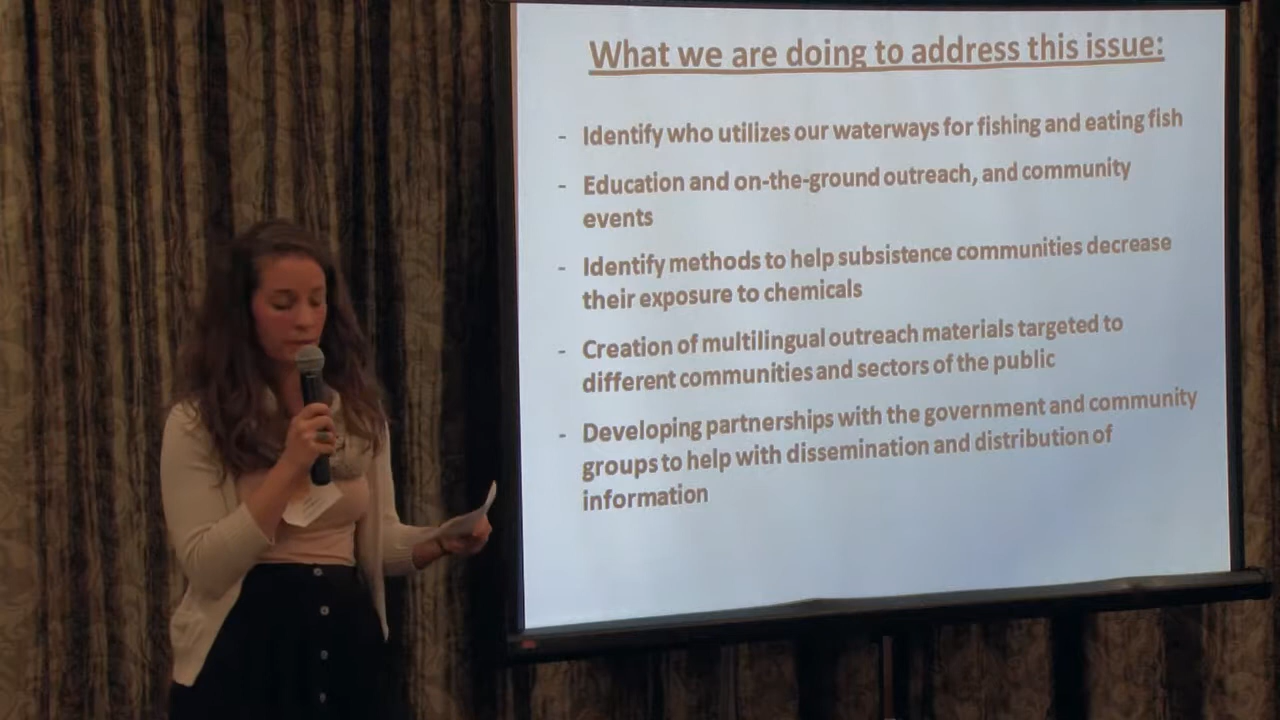 What we are doing to address this issue:
- Identify who utilizes our waterways for fishing and eating fish
- Education and on-the-ground outreach, and community
events
- Identify methods to help subsistence communities decrease
their exposure to chemicals
- Creation of multilingual outreach materials targeted to
different communities and sectors of the public
- Developing partnerships with the government and community
groups to help with dissemination and distribution of
information